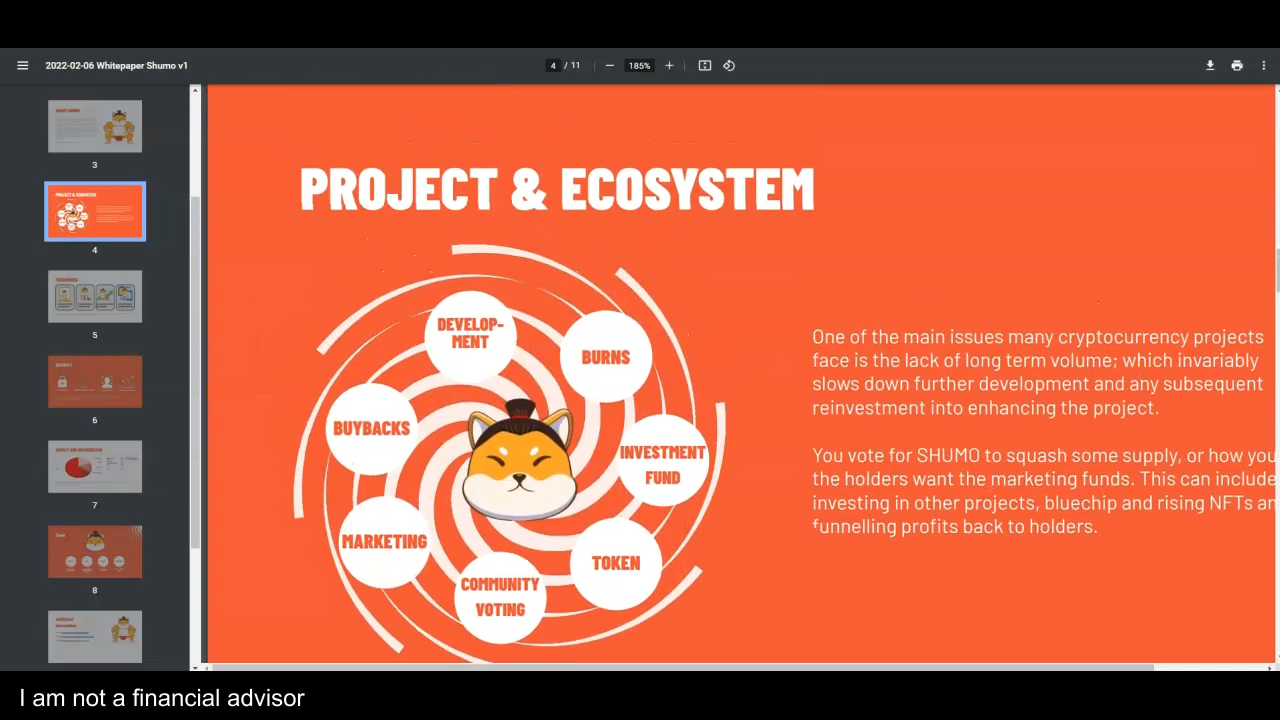 2022-02-06 Whitepaper Shumo v1
4 / 11
185%
3
4
5
6
7
8
PROJECT & ECOSYSTEM
DEVELOP-
MENT
BURNS
BUYBACKS
INVESTMENT
FUND
MARKETING
TOKEN
COMMUNITY
VOTING
One of the main issues many cryptocurrency projects
face is the lack of long term volume; which invariably
slows down further development and any subsequent
reinvestment into enhancing the project.
You vote for SHUMO to squash some supply, or how you
the holders want the marketing funds. This can include
investing in other projects, bluechip and rising NFTs
funnelling profits back to holders.
I am not a financial advisor